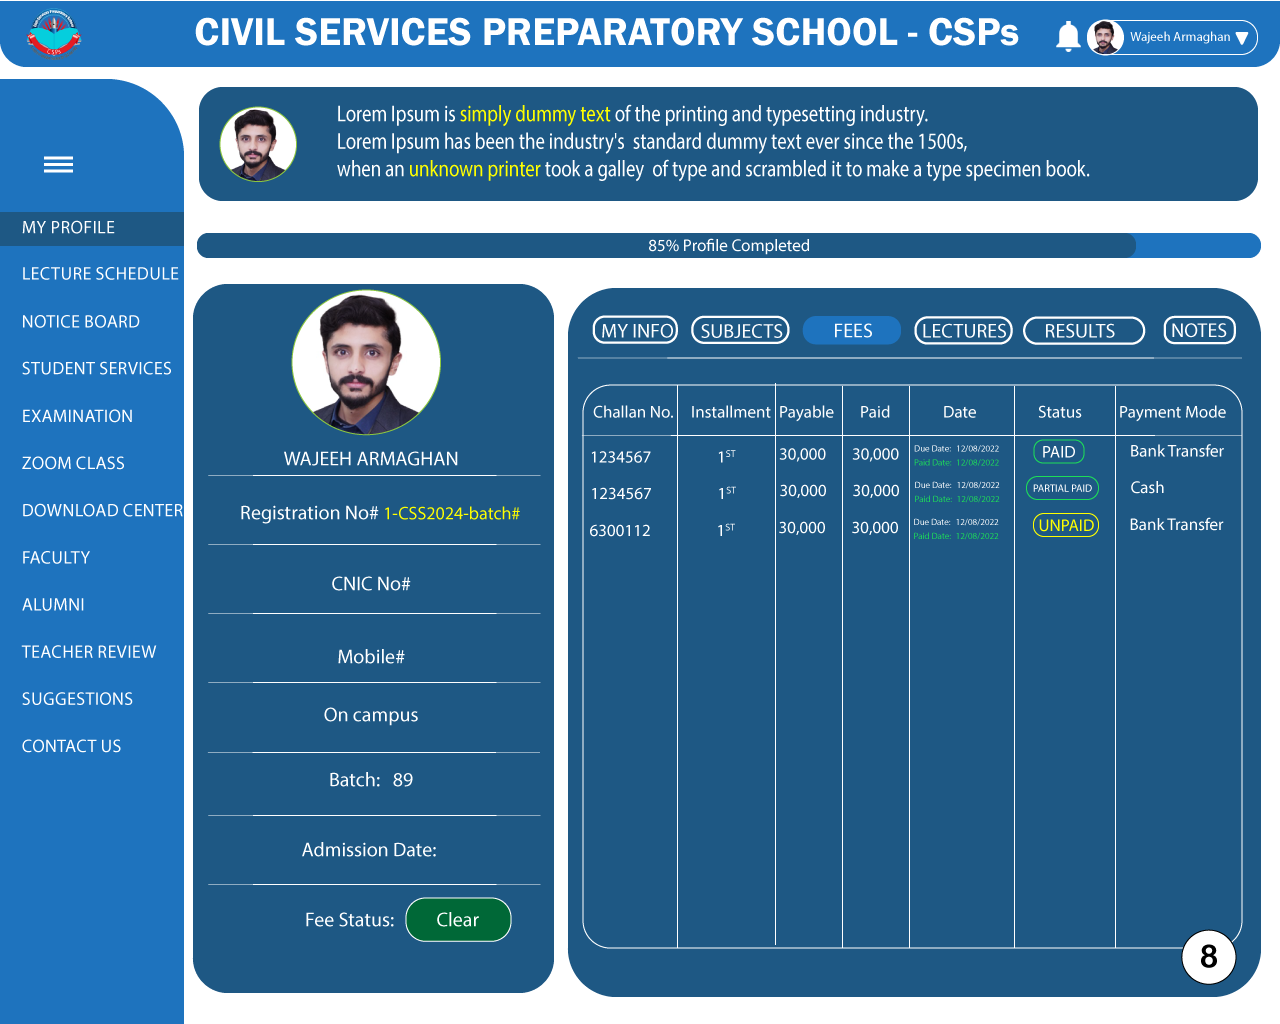 CIVIL SERVICES PREPARATORY SCHOOL - CSPs
Wajeeh Armaghan
Lorem Ipsum is simply dummy text of the printing and typesetting industry.
Lorem Ipsum has been the industry's standard dummy text ever since the 1500s,
when an unknown printer took a galley of type and scrambled it to make a type specimen book.
85% Profile Completed
MY PROFILE
LECTURE SCHEDULE
NOTICE BOARD
STUDENT SERVICES
EXAMINATION
ZOOM CLASS
DOWNLOAD CENTER
FACULTY
ALUMNI
TEACHER REVIEW
SUGGESTIONS
CONTACT US
WAJEEH ARMAGHAN
Registration No# 1-CSS2024-batch#
CNIC No#
Mobile#
On campus
Batch: 89
Admission Date:
Fee Status: Clear
MY INFO SUBJECTS FEES LECTURES RESULTS NOTES
Challan No. Installment Payable Paid Date Status Payment Mode
1234567 1ST 30,000 30,000 Due Date: 12/08/2022 PAID Bank Transfer
Paid Date: 12/08/2022
1234567 1ST 30,000 30,000 Due Date: 12/08/2022 PARTIAL PAID Cash
Paid Date: 12/08/2022
6300112 1ST 30,000 30,000 Due Date: 12/08/2022 UNPAID Bank Transfer
Paid Date: 12/08/2022
8